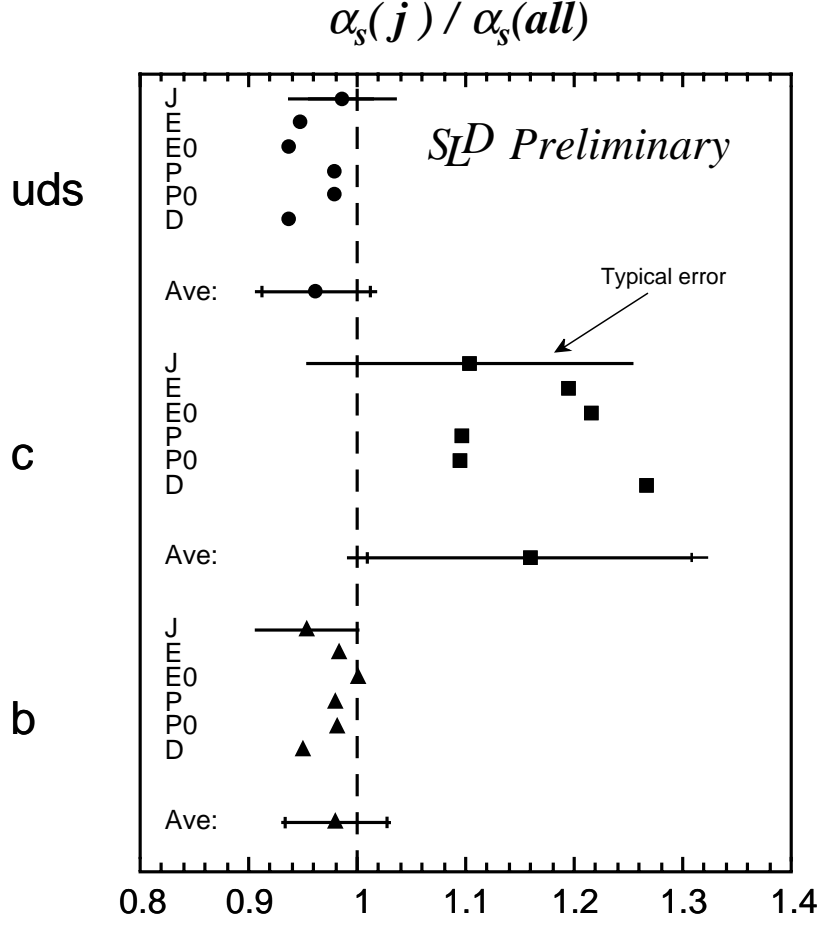 αs(j) / αs(all)
J
E
SLD Preliminary
E0
P
uds
P0
D
Typical error
Ave:
J
E
E0
P
c
P0
D
Ave:
J
E
E0
P
b
P0
D
Ave:
0.8 0.9 1 1.1 1.2 1.3 1.4